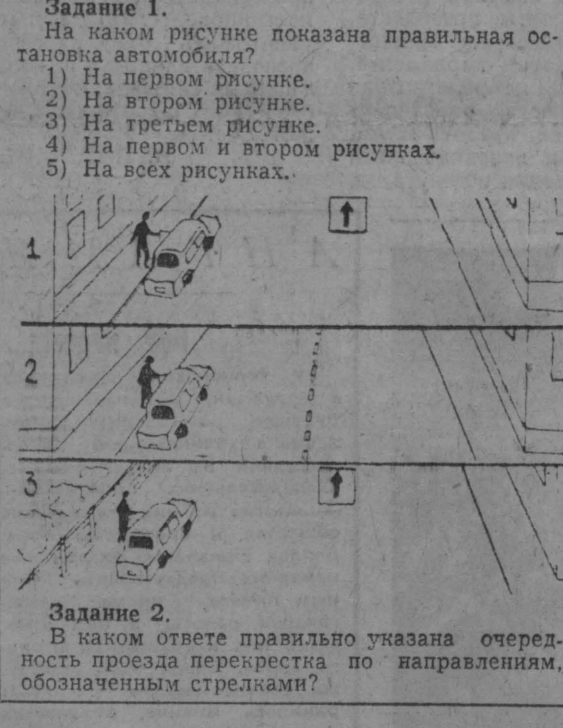 Задание 1.
На каком рисунке показана правильная ос-
тановка автомобиля?
1) На первом рисунке.
2) На втором рисунке.
3) На третьем рисунке.
4) На первом и втором рисунках.
5) На всех рисунках.
1
2
3
Задание 2.
В каком ответе правильно указана очеред-
ность проезда перекрестка по направлениям,
обозначенным стрелками?